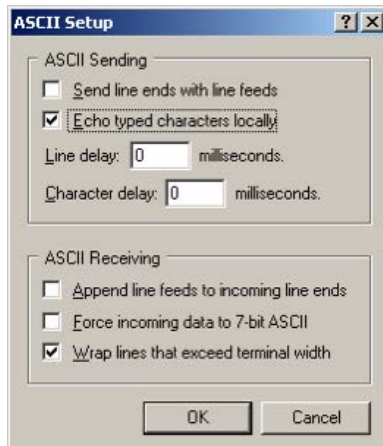 ASCII Setup
ASCII Sending
Send line ends with line feeds
Echo typed characters locally
Line delay: 0 milliseconds.
Character delay: 0 milliseconds.
ASCII Receiving
Append line feeds to incoming line ends
Force incoming data to 7-bit ASCII
Wrap lines that exceed terminal width
OK Cancel